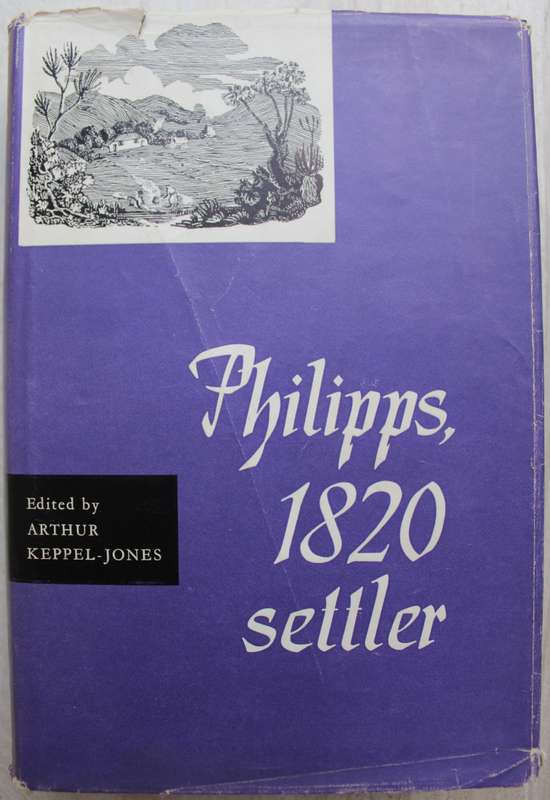 Philipps,
1820
settler
Edited by
ARTHUR
KEPPEL-JONES